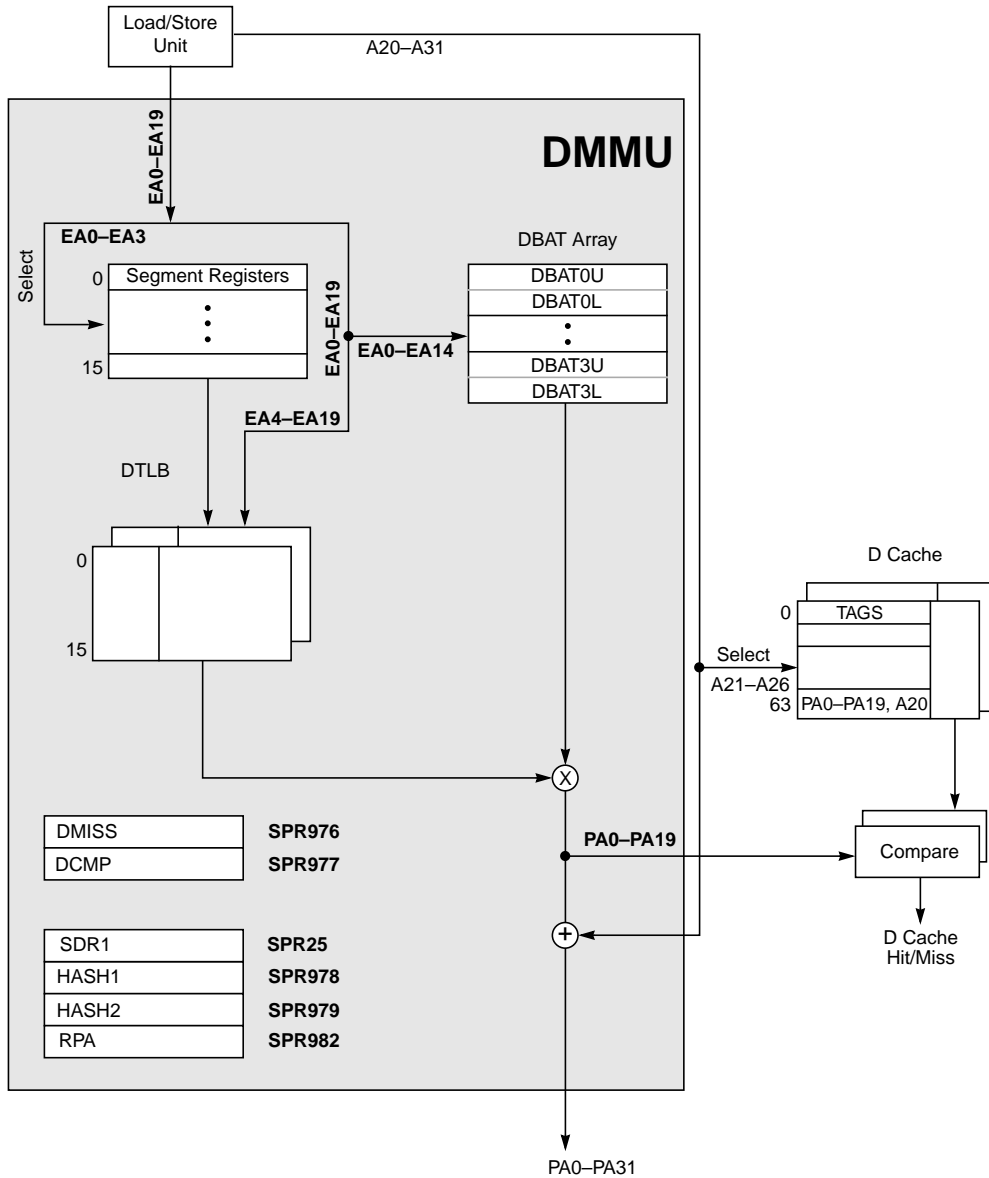 Load/Store
Unit
A20–A31
EA0–EA19
DMMU
EA0–EA3
Select
0
Segment Registers
15
EA0–EA19
EA0–EA14
EA4–EA19
DBAT Array
DBAT0U
DBAT0L
DBAT3U
DBAT3L
DTLB
0
15
D Cache
0
TAGS
Select
A21–A26
63
PA0–PA19, A20
X
PA0–PA19
Compare
+
D Cache
Hit/Miss
DMISS SPR976
DCMP SPR977
SDR1 SPR25
HASH1 SPR978
HASH2 SPR979
RPA SPR982
PA0–PA31